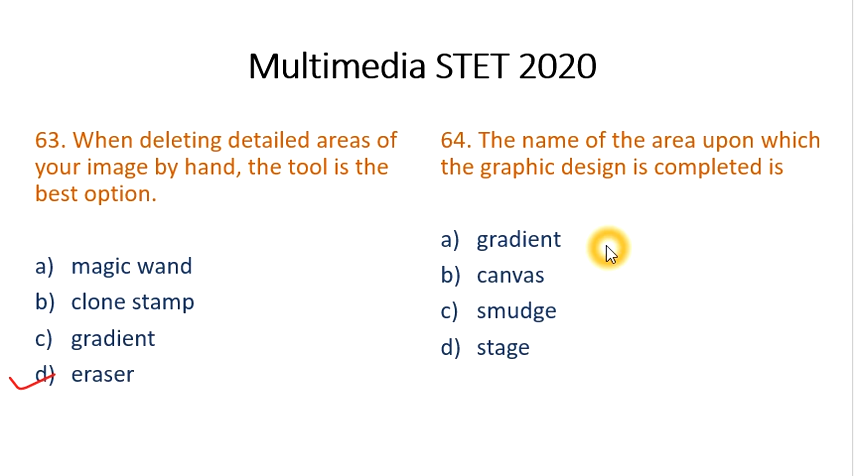 Multimedia STET 2020
63. When deleting detailed areas of
your image by hand, the tool is the
best option.
a) magic wand
b) clone stamp
c) gradient
d) eraser
64. The name of the area upon which
the graphic design is completed is
a) gradient
b) canvas
c) smudge
d) stage